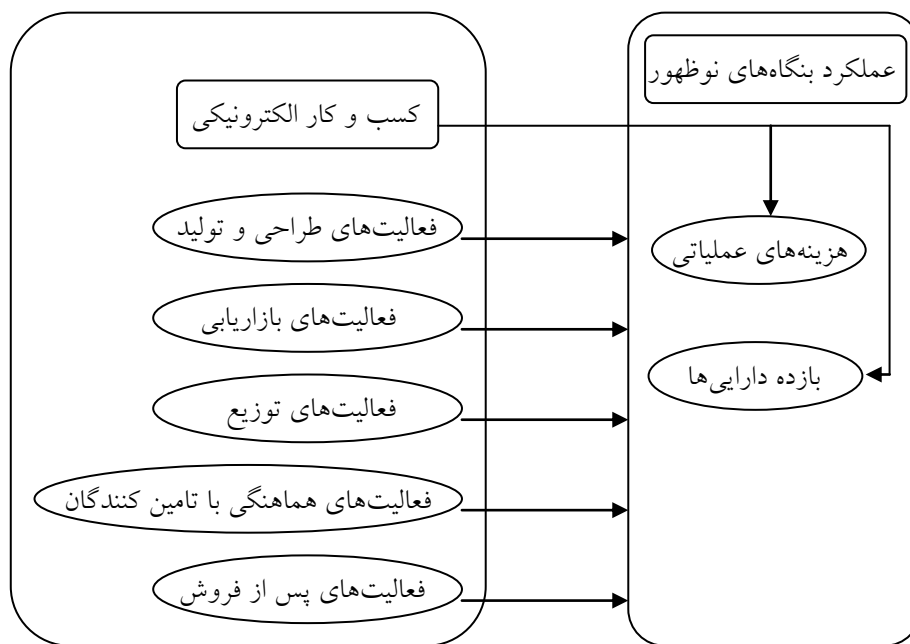 عملکرد بنگاه‌های نوظهور
کسب و کار الکترونیکی
فعالیت‌های طراحی و تولید
هزینه‌های عملیاتی
فعالیت‌های بازاریابی
بازده دارایی‌ها
فعالیت‌های توزیع
فعالیت‌های هماهنگی با تامین کنندگان
فعالیت‌های پس از فروش